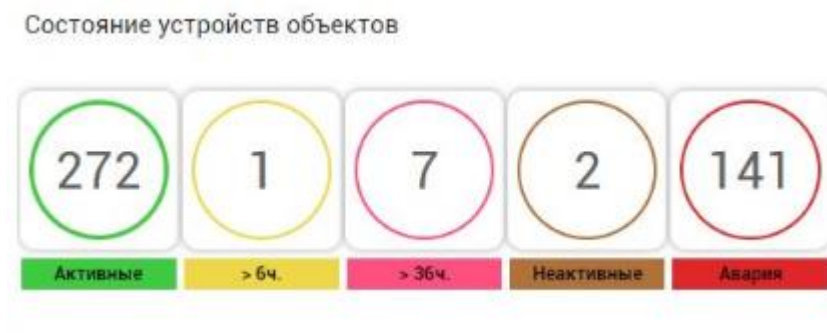 Состояние устройств объектов
272 1 7 2 141
Активные > 6ч. > 36ч. Неактивные Авария